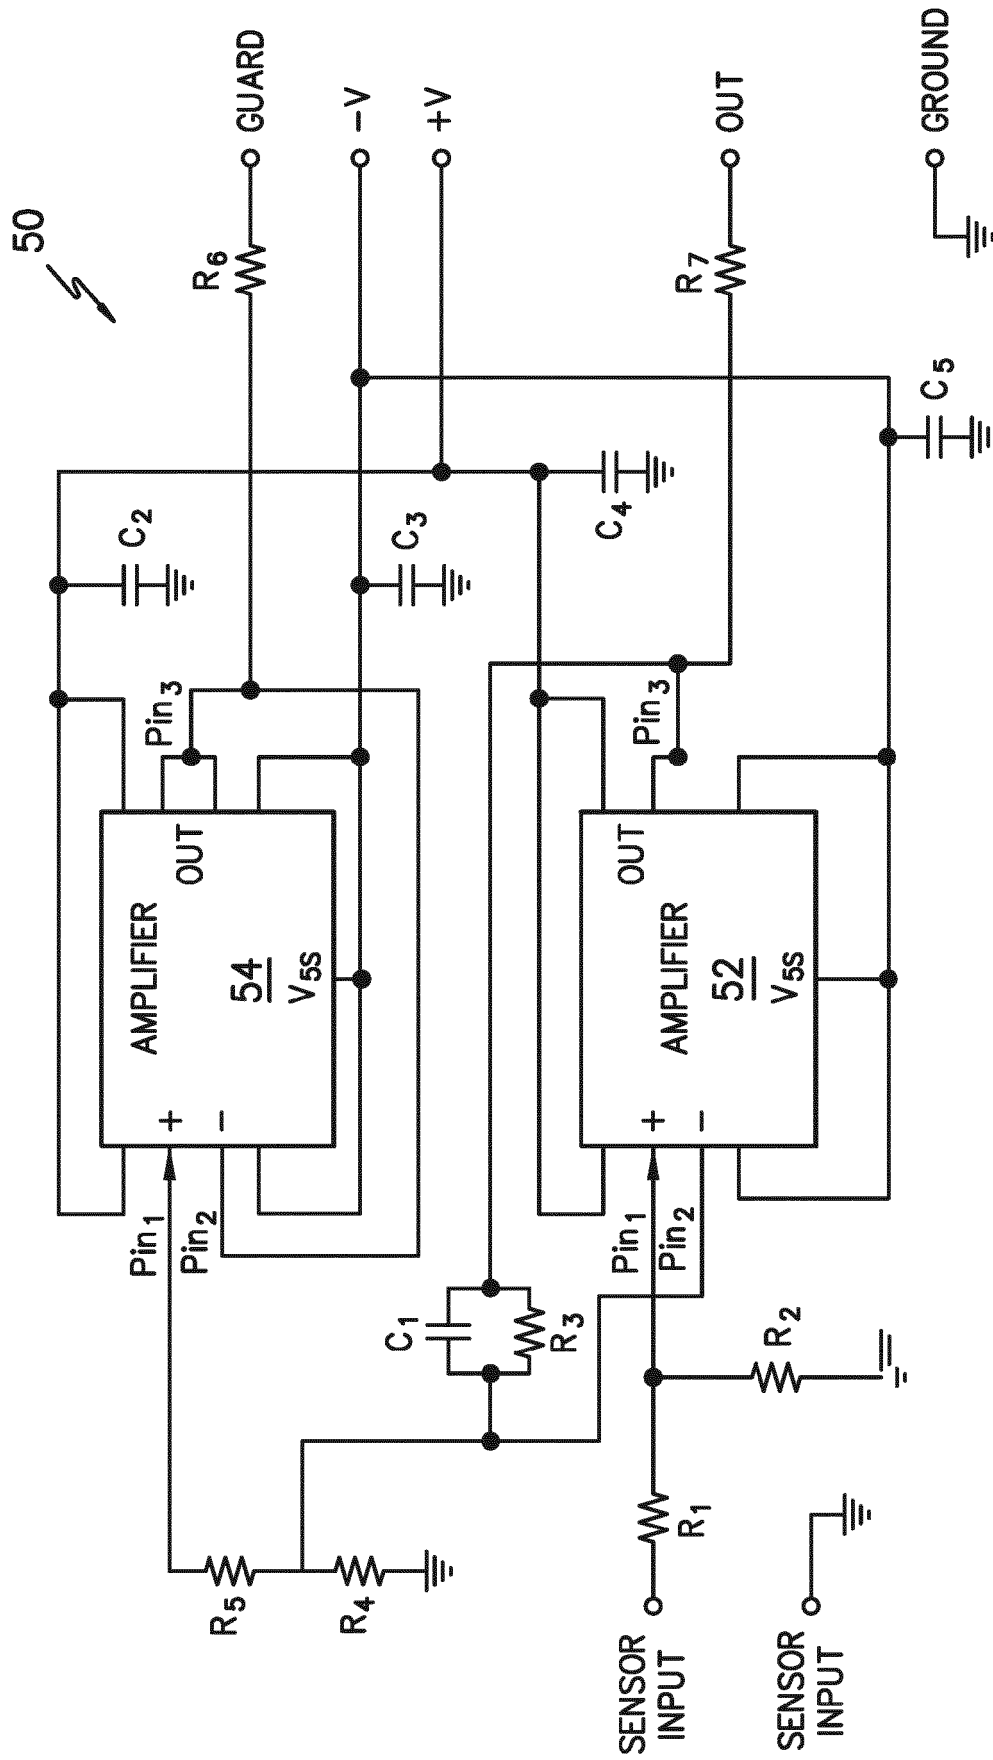 50
GUARD
-V
+V
OUT
GROUND
R6
R7
C2
C3
C4
C5
Pin3
Pin3
OUT
AMPLIFIER
54
V5S
+
-
OUT
AMPLIFIER
52
V5S
+
-
Pin1
Pin2
Pin1
Pin2
C1
R3
R2
R1
R5
R4
SENSOR
INPUT
SENSOR
INPUT